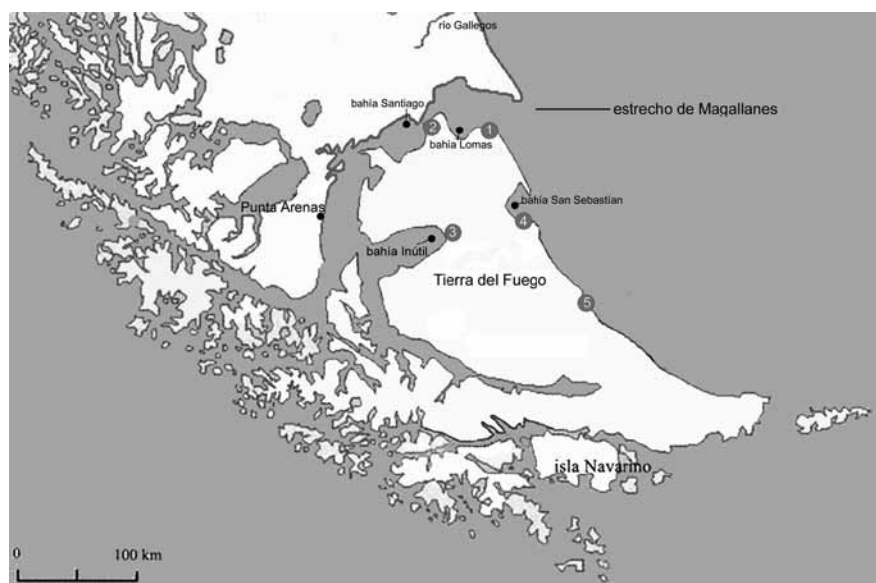 río Gallegos
bahía Santiago
estrecho de Magallanes
2
1
bahía Lomas
bahía San Sebastían
Punta Arenas
4
3
bahía Inútil
Tierra del Fuego
5
isla Navarino
0 100 km